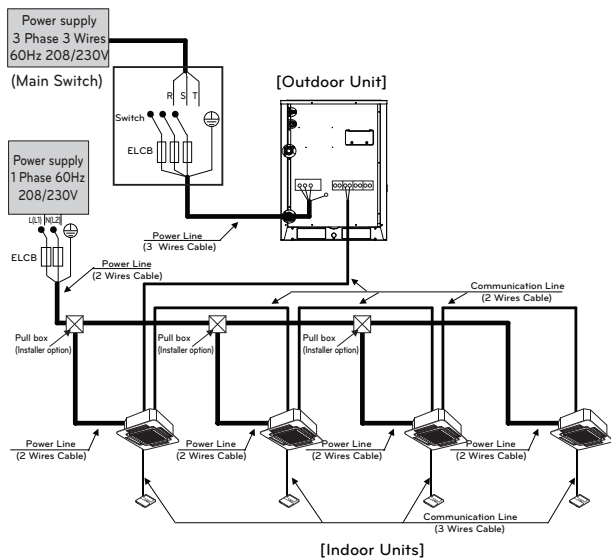 Power supply
3 Phase 3 Wires
60Hz 208/230V
(Main Switch)
[Outdoor Unit]
R S T
Switch
ELCB
Power supply
1 Phase 60Hz
208/230V
L(L1) N(L2)
ELCB
Power Line
(2 Wires Cable)
Power Line
(3 Wires Cable)
Communication Line
(2 Wires Cable)
Pull box
(Installer option)
Pull box
(Installer option)
Pull box
(Installer option)
Power Line
(2 Wires Cable)
Power Line
(2 Wires Cable)
Power Line
(2 Wires Cable)
Power Line
(2 Wires Cable)
Communication Line
(3 Wires Cable)
[Indoor Units]